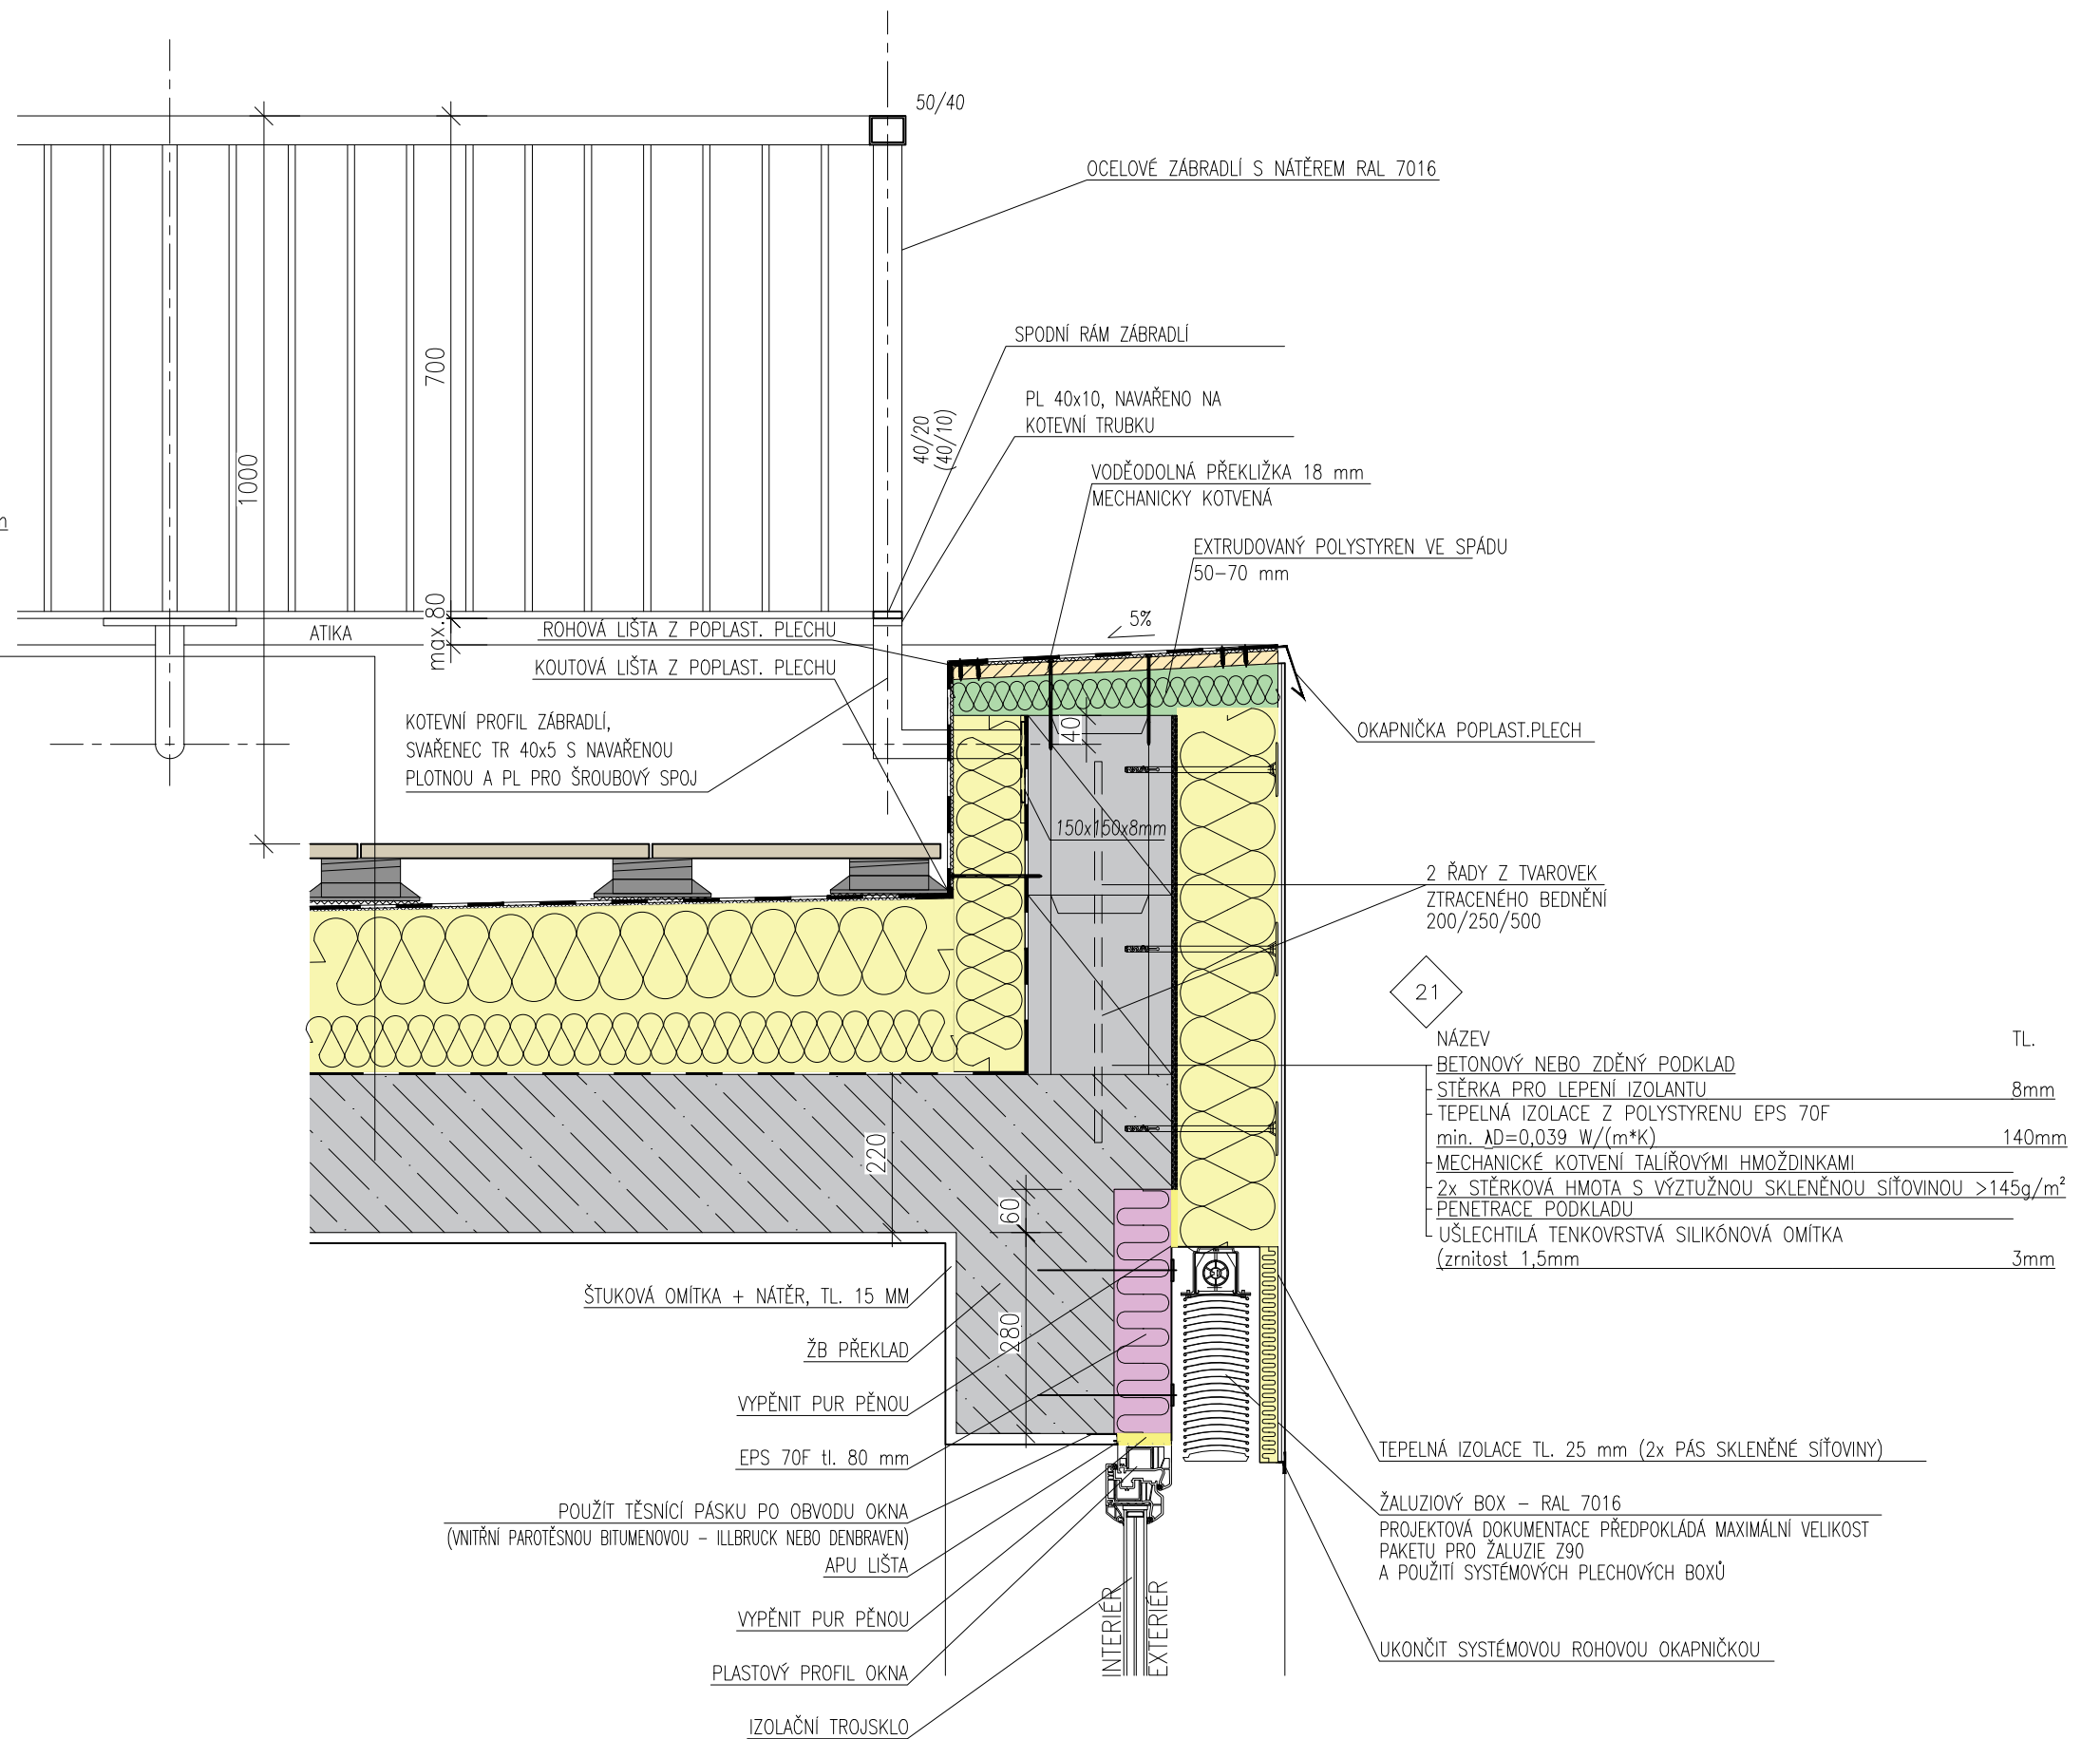 50/40
OCELOVÉ ZÁBRADLÍ S NÁTĚREM RAL 7016
SPODNÍ RÁM ZÁBRADLÍ
700
PL 40x10, NAVAŘENO NA
KOTEVNÍ TRUBKU
40/20
(40/10)
1000
VODĚODOLNÁ PŘEKLIŽKA 18 mm
MECHANICKY KOTVENÁ
EXTRUDOVANÝ POLYSTYREN VE SPÁDU
50-70 mm
max.80
5%
ATIKA
ROHOVÁ LIŠTA Z POPLAST. PLECHU
KOUTOVÁ LIŠTA Z POPLAST. PLECHU
KOTEVNÍ PROFIL ZÁBRADLÍ,
SVAŘENEC TR 40x5 S NAVAŘENOU
PLOTNOU A PL PRO ŠROUBOVÝ SPOJ
40
OKAPNIČKA POPLAST.PLECH
150x150x8mm
2 ŘADY Z TVAROVEK
ZTRACENÉHO BEDNĚNÍ
200/250/500
21
NÁZEV TL.
BETONOVÝ NEBO ZDĚNÝ PODKLAD
STĚRKA PRO LEPENÍ IZOLANTU 8mm
TEPELNÁ IZOLACE Z POLYSTYRENU EPS 70F
min. λD=0,039 W/(m*K) 140mm
MECHANICKÉ KOTVENÍ TALÍŘOVÝMI HMOŽDINKAMI
2x STĚRKOVÁ HMOTA S VÝZTUŽNOU SKLENĚNOU SÍŤOVINOU >145g/m²
PENETRACE PODKLADU
UŠLECHTILÁ TENKOVRSTVÁ SILIKÓNOVÁ OMÍTKA
(zrnitost 1,5mm 3mm
220
60
280
ŠTUKOVÁ OMÍTKA + NÁTĚR, TL. 15 MM
ŽB PŘEKLAD
VYPĚNIT PUR PĚNOU
EPS 70F tl. 80 mm
POUŽÍT TĚSNÍCÍ PÁSKU PO OBVODU OKNA
(VNITŘNÍ PAROTĚSNOU BITUMENOVOU - ILLBRUCK NEBO DENBRAVEN)
APU LIŠTA
VYPĚNIT PUR PĚNOU
PLASTOVÝ PROFIL OKNA
IZOLAČNÍ TROJSKLO
INTERIÉR
EXTERIÉR
TEPELNÁ IZOLACE TL. 25 mm (2x PÁS SKLENĚNÉ SÍŤOVINY)
ŽALUZIOVÝ BOX - RAL 7016
PROJEKTOVÁ DOKUMENTACE PŘEDPOKLÁDÁ MAXIMÁLNÍ VELIKOST
PAKETU PRO ŽALUZIE Z90
A POUŽITÍ SYSTÉMOVÝCH PLECHOVÝCH BOXŮ
UKONČIT SYSTÉMOVOU ROHOVOU OKAPNIČKOU